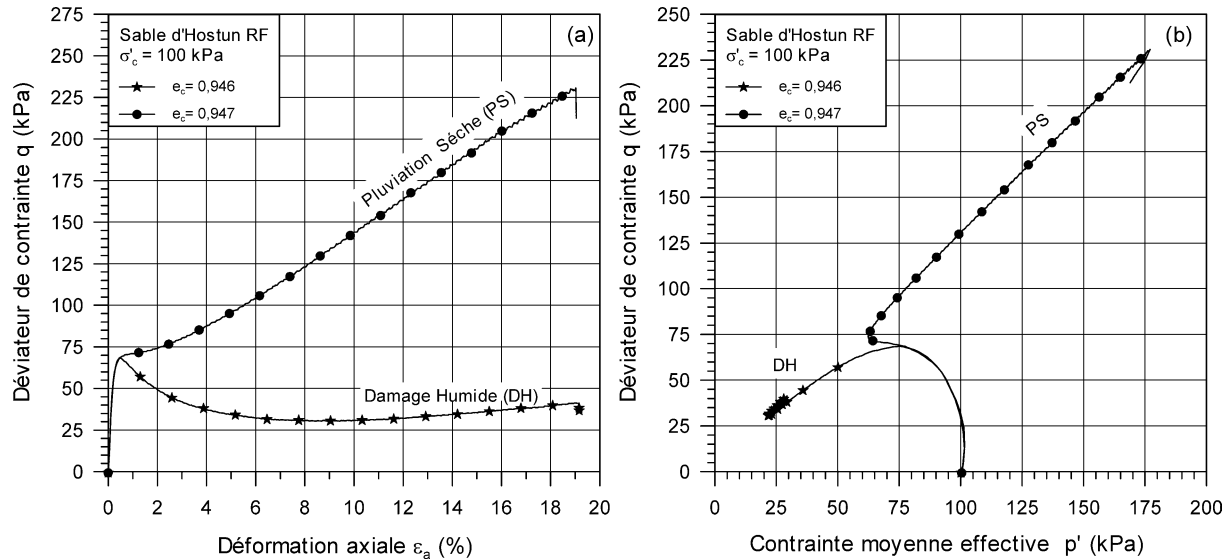 Déviateur de contrainte q (kPa)
275
250
225
200
175
150
125
100
75
50
25
0
Sable d'Hostun RF
σ'c = 100 kPa
ec= 0,946
ec= 0,947
(a)
Pluviation Séche (PS)
Damage Humide (DH)
0 2 4 6 8 10 12 14 16 18 20
Déformation axiale εa (%)
Déviateur de contrainte q (kPa)
250
225
200
175
150
125
100
75
50
25
0
Sable d'Hostun RF
σ'c = 100 kPa
ec= 0,946
ec= 0,947
(b)
PS
DH
0 25 50 75 100 125 150 175 200
Contrainte moyenne effective p' (kPa)